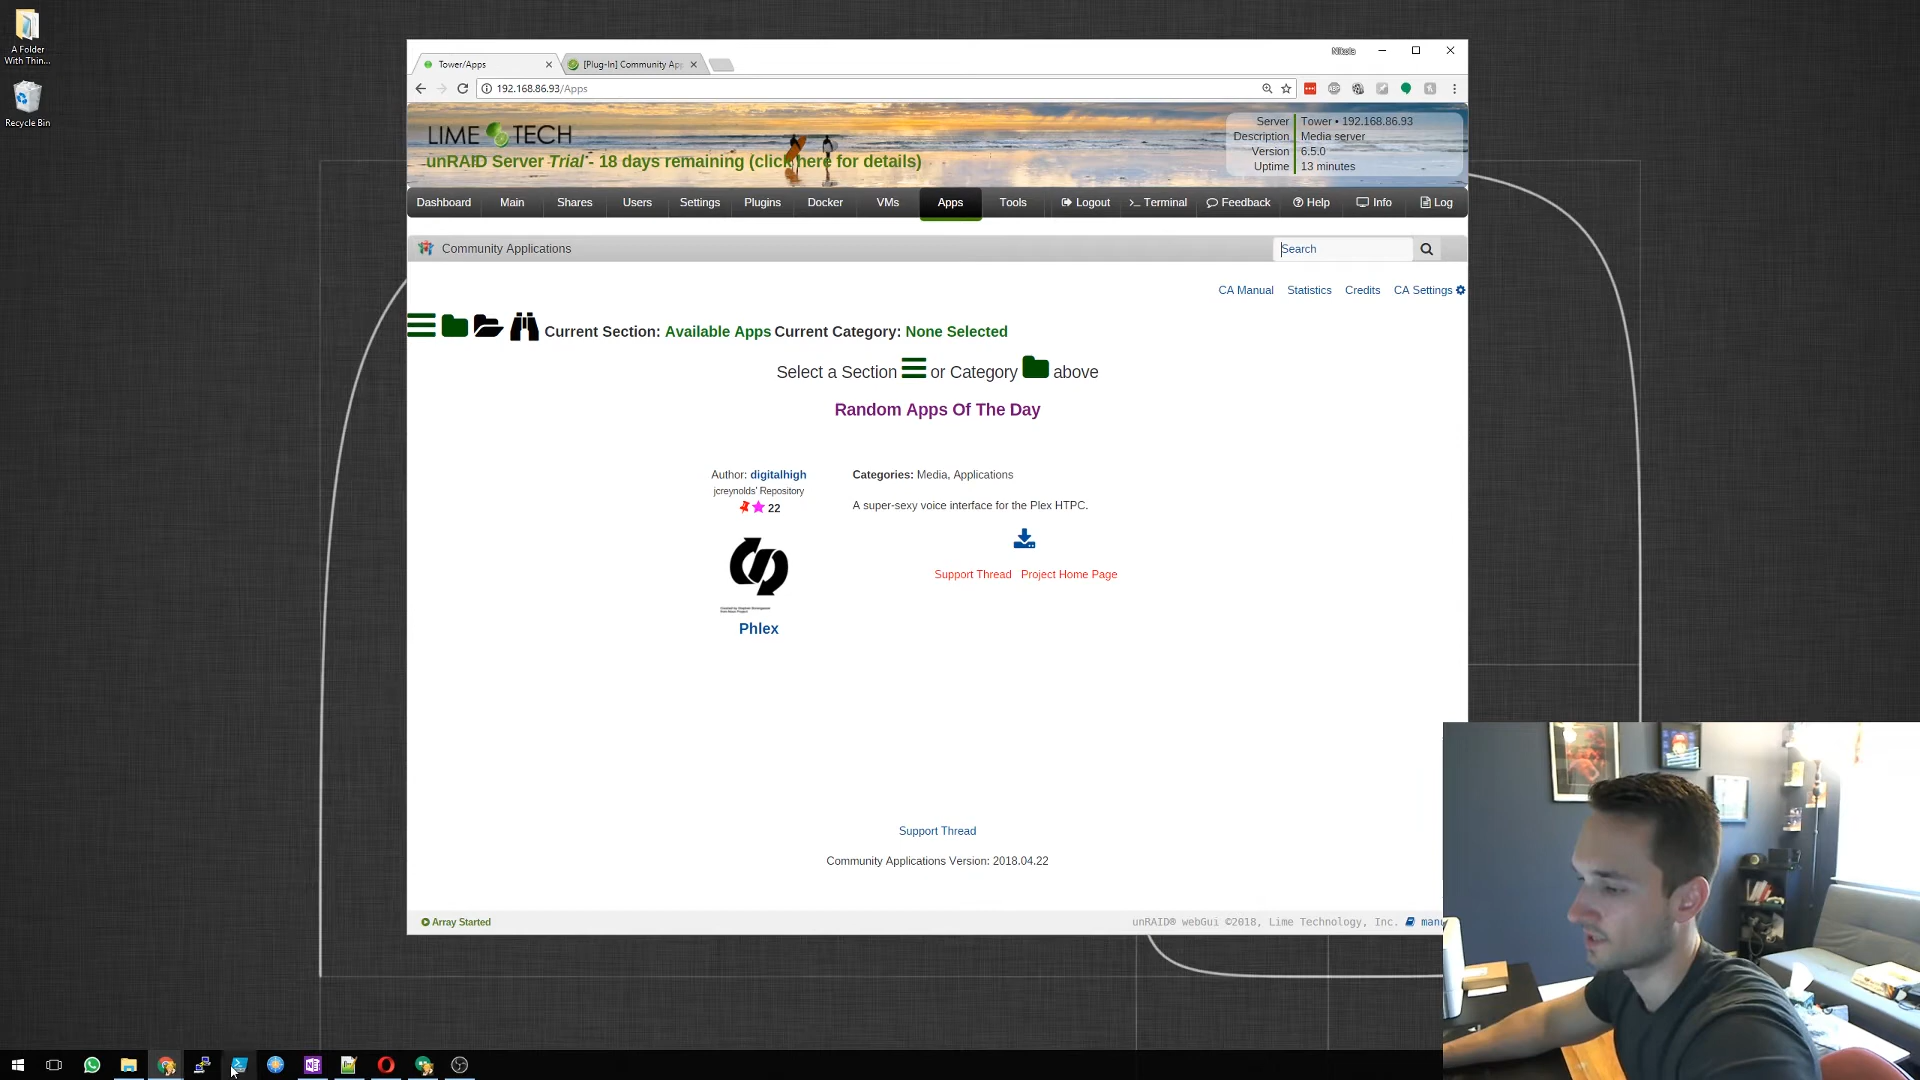 A Folder
With Thin...
Recycle Bin
Nikola
Tower/Apps
[Plug-In] Community App
192.168.86.93/Apps
ABP
LIME TECH
unRAID Server Trial - 18 days remaining (click here for details)
Server Tower • 192.168.86.93
Description Media server
Version 6.5.0
Uptime 13 minutes
Dashboard Main Shares Users Settings Plugins Docker VMs Apps Tools Logout Terminal Feedback Help Info Log
Community Applications
Search
CA Manual Statistics Credits CA Settings
Current Section: Available Apps Current Category: None Selected
Select a Section or Category above
Random Apps Of The Day
Author: digitalhigh
jcreynolds' Repository
22
Categories: Media, Applications
A super-sexy voice interface for the Plex HTPC.
Support Thread Project Home Page
Phlex
Support Thread
Community Applications Version: 2018.04.22
Array Started
unRAID® webGui ©2018, Lime Technology, Inc. manu